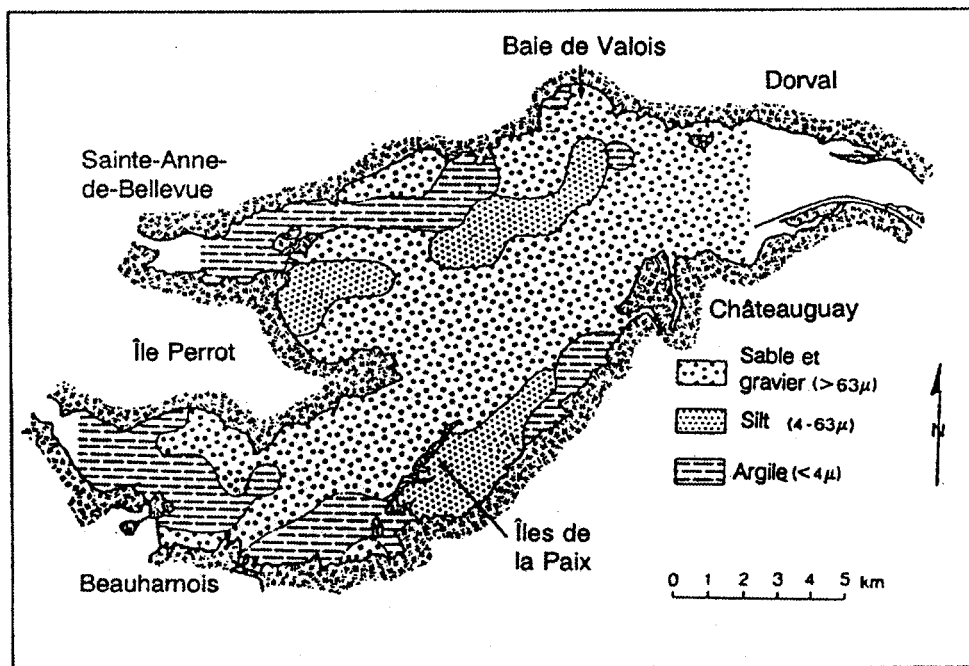 Baie de Valois
Dorval
Sainte-Anne-
de-Bellevue
Châteauguay
Île Perrot
Sable et
gravier (>63µ)
Silt (4-63µ)
Argile (<4µ)
N
Îles de
la Paix
Beauharnois
0 1 2 3 4 5 km